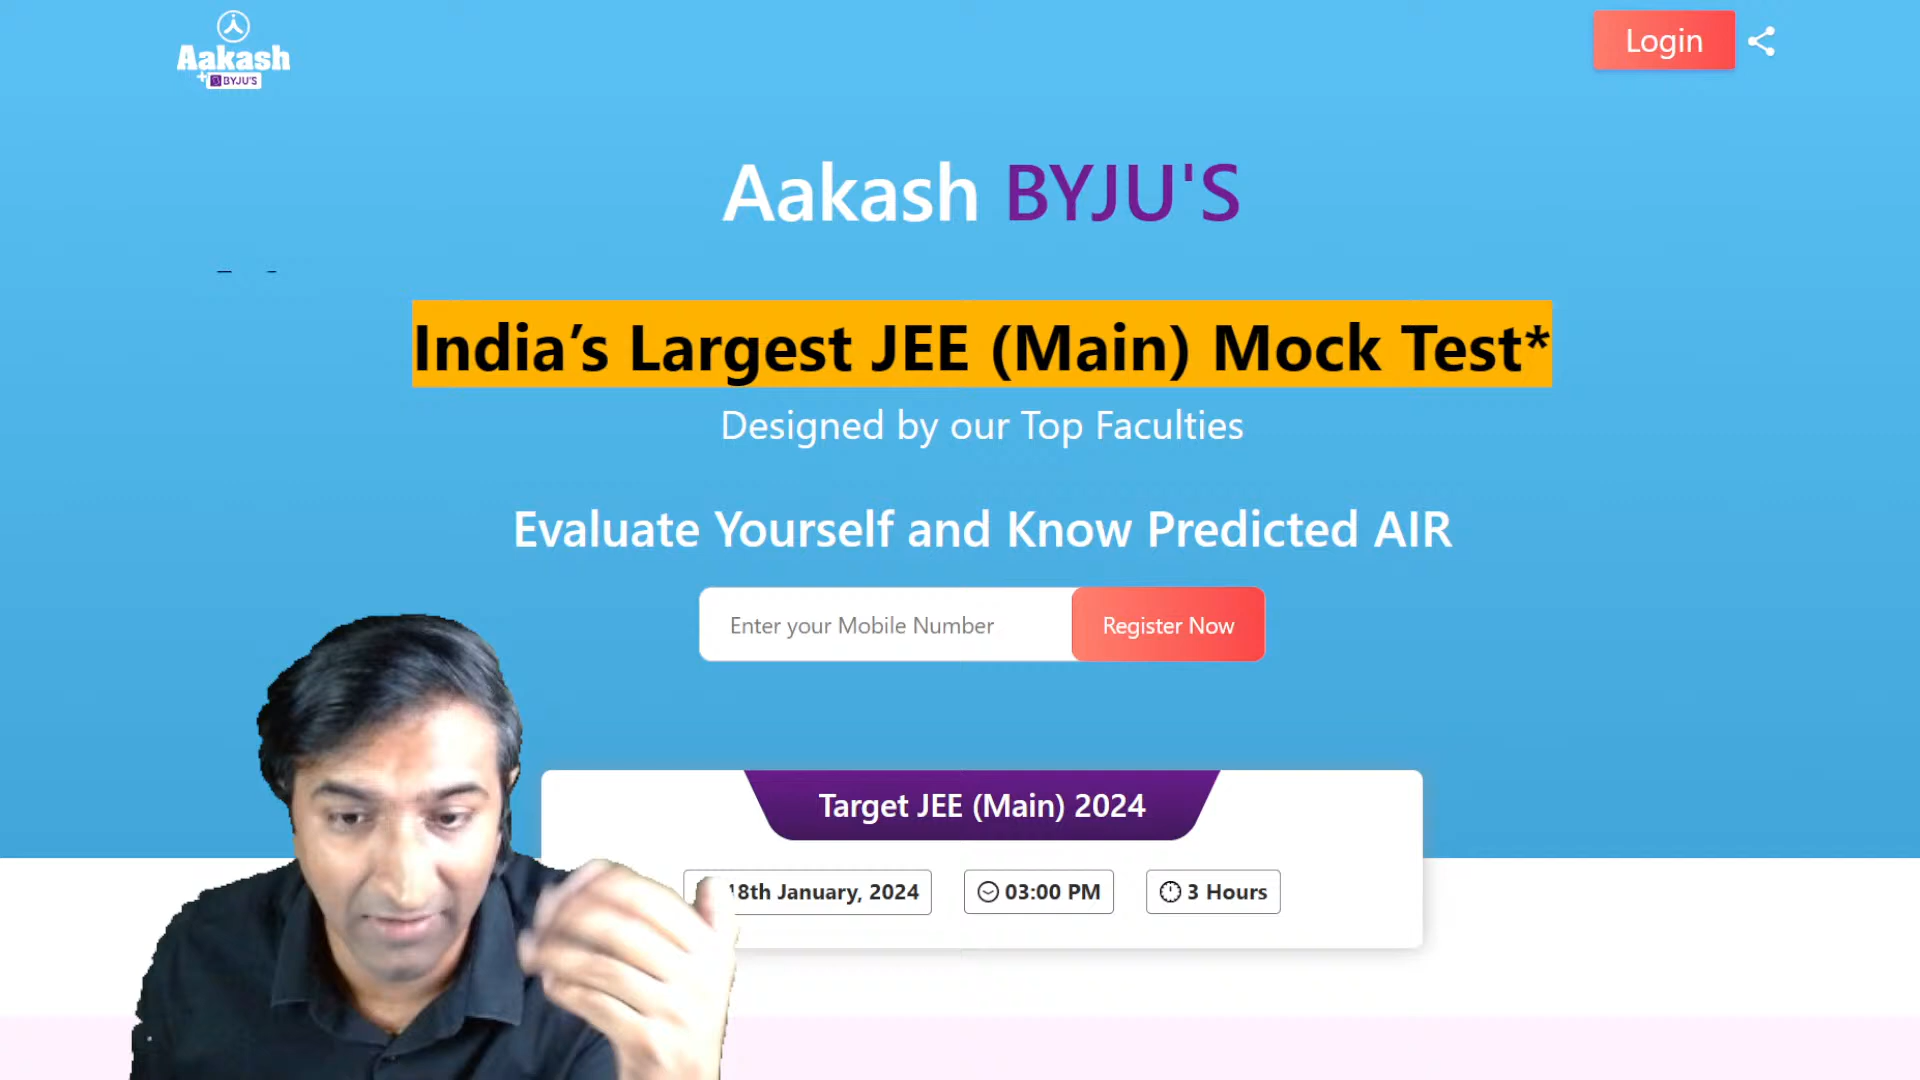 Aakash
+ BYJU'S
Login
Aakash BYJU'S
India’s Largest JEE (Main) Mock Test*
Designed by our Top Faculties
Evaluate Yourself and Know Predicted AIR
Enter your Mobile Number
Register Now
Target JEE (Main) 2024
18th January, 2024
03:00 PM
3 Hours